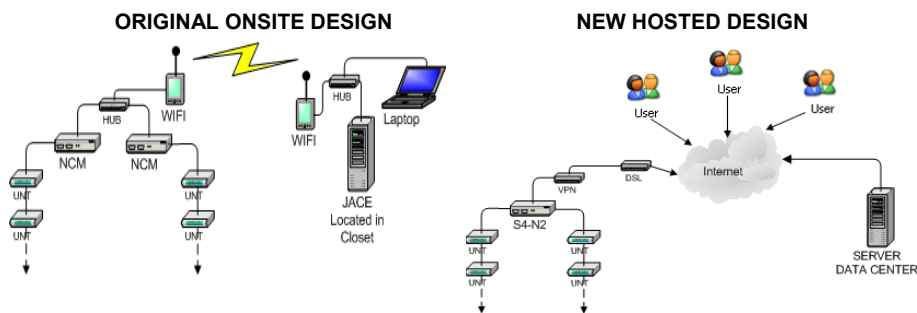 ORIGINAL ONSITE DESIGN
WIFI
HUB
NCM
NCM
UNT
UNT
UNT
UNT
HUB
WIFI
Laptop
JACE
Located in
Closet
NEW HOSTED DESIGN
User
User
User
Internet
DSL
VPN
S4-N2
UNT
UNT
UNT
UNT
SERVER
DATA CENTER